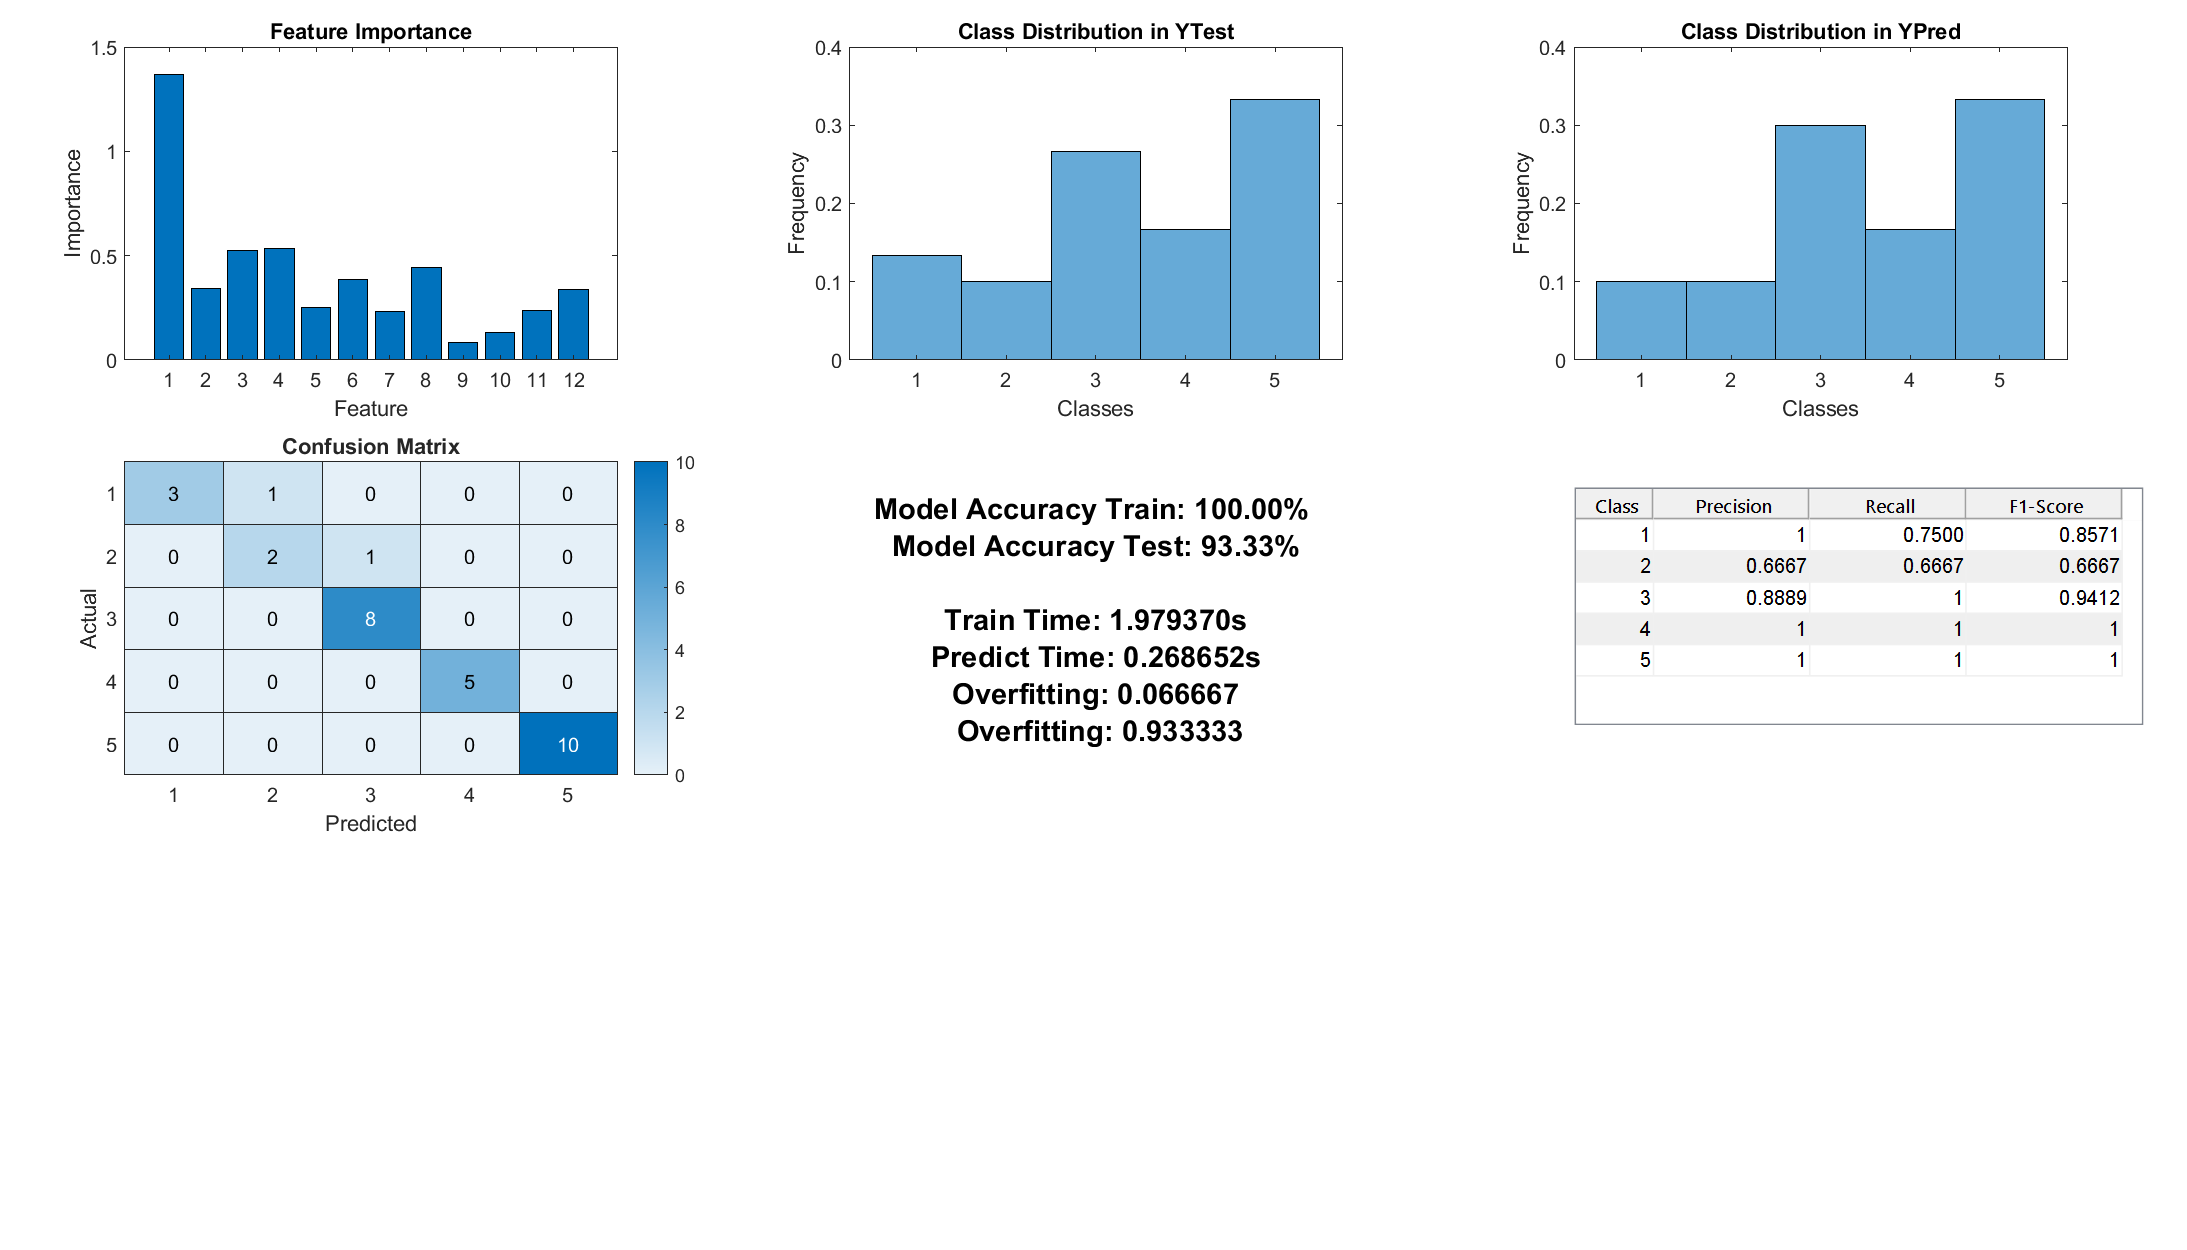 Feature Importance
1.5
1
0.5
0
Importance
1 2 3 4 5 6 7 8 9 10 11 12
Feature
Class Distribution in YTest
0.4
0.3
0.2
0.1
0
Frequency
1 2 3 4 5
Classes
Class Distribution in YPred
0.4
0.3
0.2
0.1
0
Frequency
1 2 3 4 5
Classes
Confusion Matrix
Actual
1 3 1 0 0 0
2 0 2 1 0 0
3 0 0 8 0 0
4 0 0 0 5 0
5 0 0 0 0 10
1 2 3 4 5
Predicted
10
8
6
4
2
0
Model Accuracy Train: 100.00%
Model Accuracy Test: 93.33%
Train Time: 1.979370s
Predict Time: 0.268652s
Overfitting: 0.066667
Overfitting: 0.933333
Class Precision Recall F1-Score
1 1 0.7500 0.8571
2 0.6667 0.6667 0.6667
3 0.8889 1 0.9412
4 1 1 1
5 1 1 1